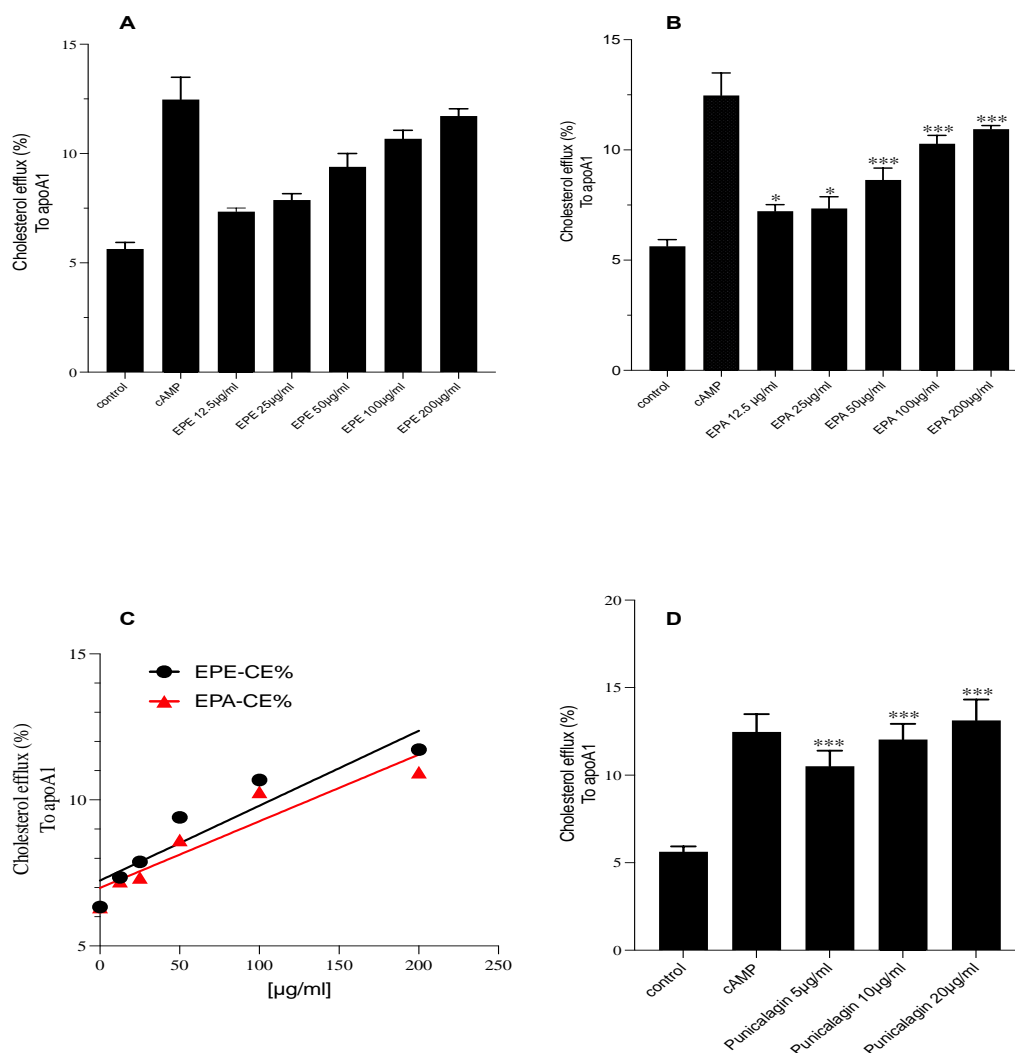 A
15
10
5
0
Cholesterol efflux (%)
To apoA1
control
cAMP
EPE 12.5µg/ml
EPE 25µg/ml
EPE 50µg/ml
EPE 100µg/ml
EPE 200µg/ml
B
15
10
5
0
Cholesterol efflux (%)
To apoA1
*
*
***
***
***
control
cAMP
EPA 12.5 µg/ml
EPA 25µg/ml
EPA 50µg/ml
EPA 100µg/ml
EPA 200µg/ml
C
15
10
5
Cholesterol efflux (%)
To apoA1
EPE-CE%
EPA-CE%
0
50
100
150
200
250
[µg/ml]
D
20
15
10
5
0
Cholesterol efflux (%)
To apoA1
***
***
***
control
cAMP
Punicalagin 5µg/ml
Punicalagin 10µg/ml
Punicalagin 20µg/ml